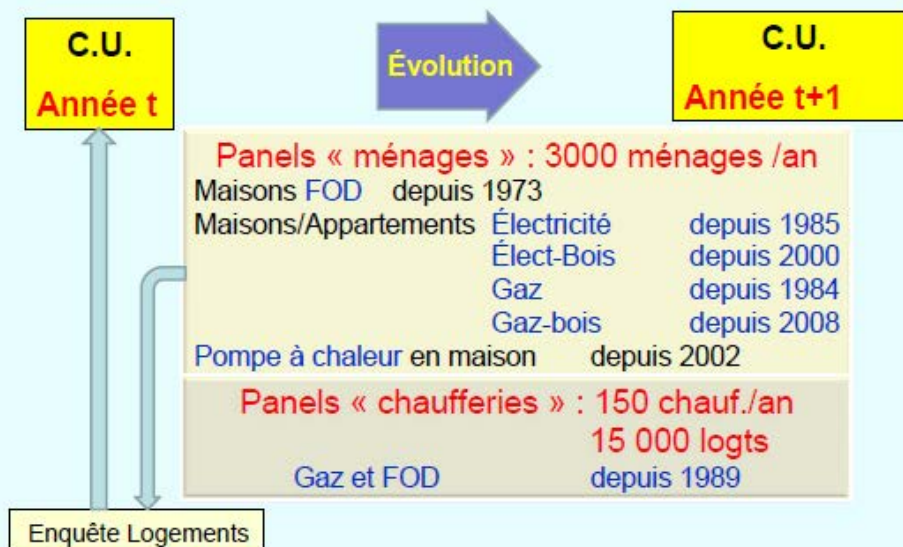 C.U.
Année t
Évolution
C.U.
Année t+1
Panels « ménages » : 3000 ménages /an
Maisons FOD depuis 1973
Maisons/Appartements Électricité depuis 1985
Élect-Bois depuis 2000
Gaz depuis 1984
Gaz-bois depuis 2008
Pompe à chaleur en maison depuis 2002
Panels « chaufferies » : 150 chauf./an
15 000 logts
Gaz et FOD depuis 1989
Enquête Logements